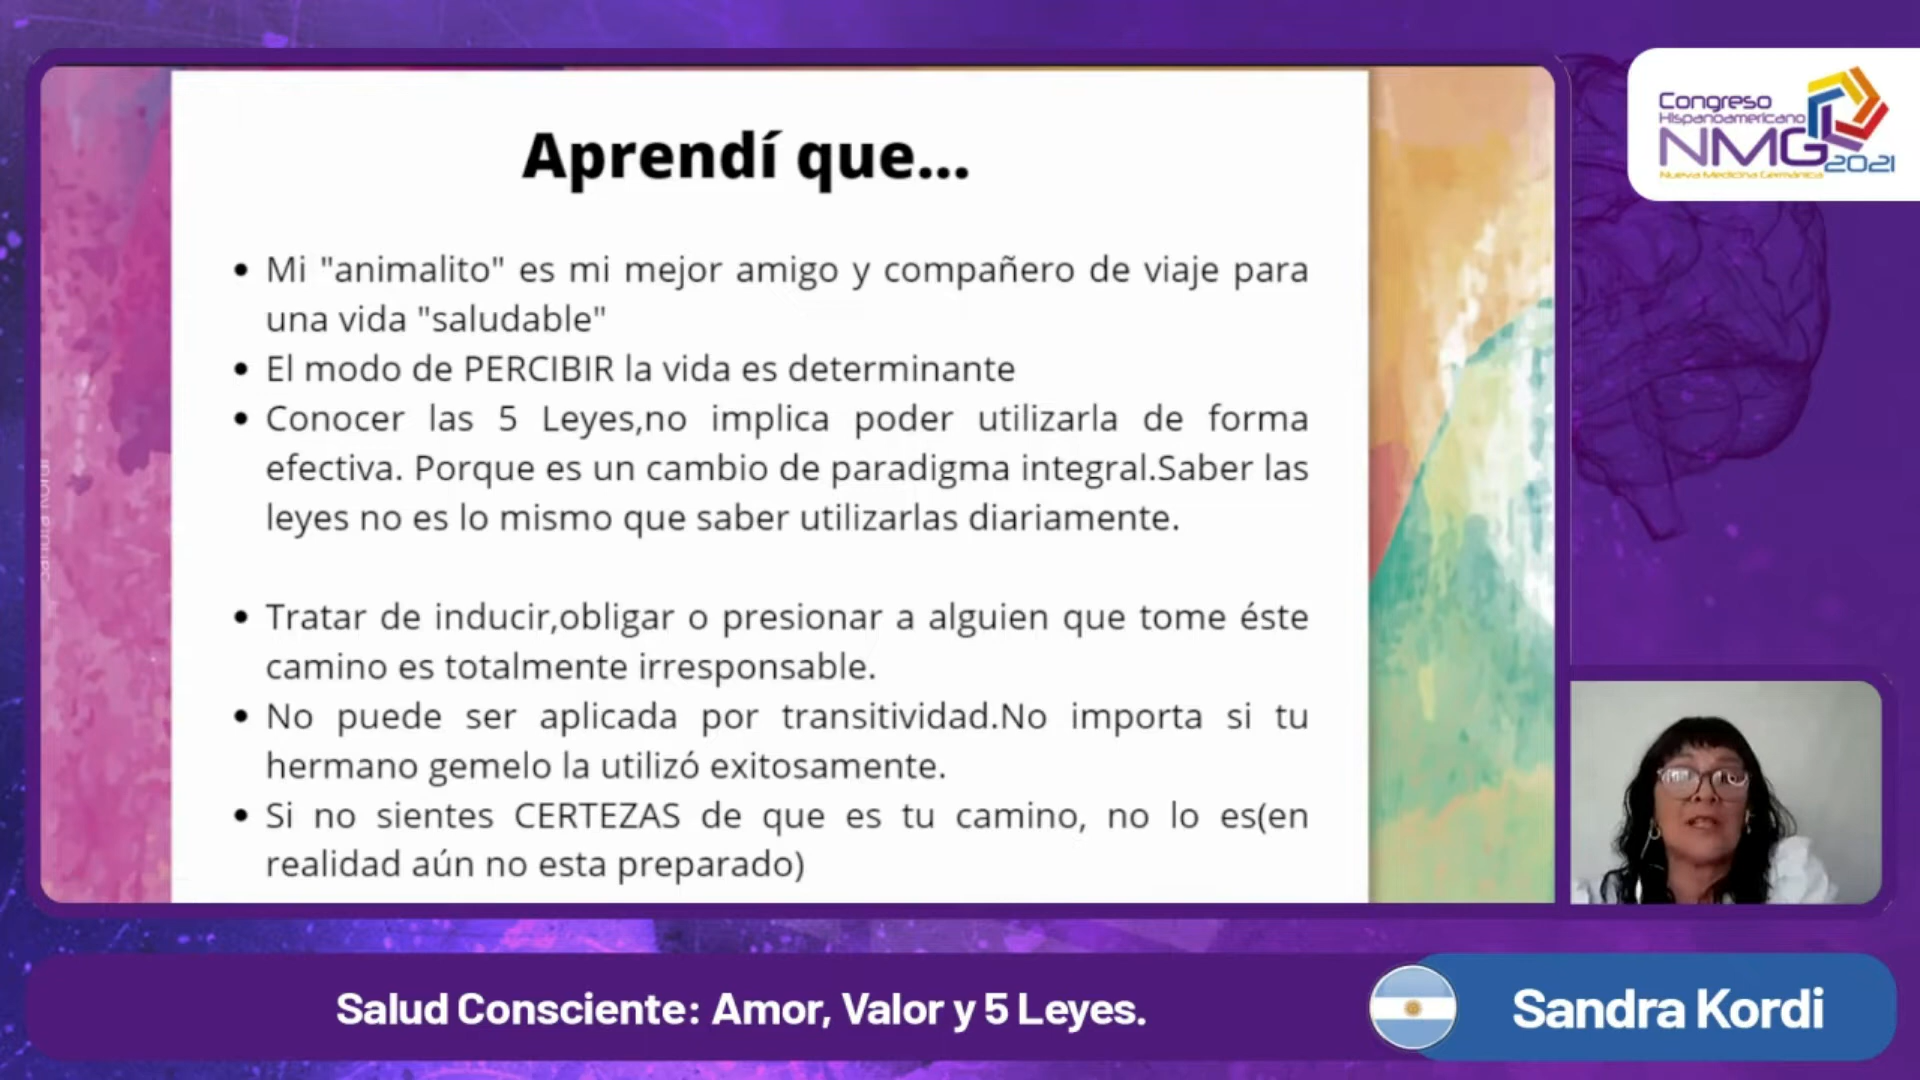 Congreso
Hispanoamericano
NMG
2021
Nueva Medicina Germánica
Aprendí que...
• Mi "animalito" es mi mejor amigo y compañero de viaje para
una vida "saludable"
• El modo de PERCIBIR la vida es determinante
• Conocer las 5 Leyes,no implica poder utilizarla de forma
efectiva. Porque es un cambio de paradigma integral.Saber las
leyes no es lo mismo que saber utilizarlas diariamente.
• Tratar de inducir,obligar o presionar a alguien que tome éste
camino es totalmente irresponsable.
• No puede ser aplicada por transitividad.No importa si tu
hermano gemelo la utilizó exitosamente.
• Si no sientes CERTEZAS de que es tu camino, no lo es(en
realidad aún no esta preparado)
Sandra Kordi
Salud Consciente: Amor, Valor y 5 Leyes.
Sandra Kordi